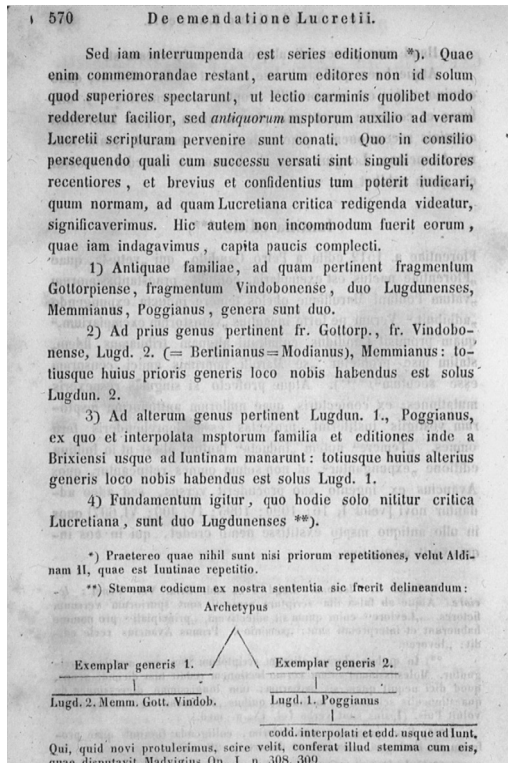 570 De emendatione Lucretii.
Sed iam interrumpenda est series editionum *). Quae
enim commemorandae restant, earum editores non id solum
quod superiores spectarunt, ut lectio carminis quolibet modo
redderetur facilior, sed antiquorum msptorum auxilio ad veram
Lucretii scripturam pervenire sunt conati. Quo in consilio
persequendo quali cum successu versati sint singuli editores
recentiores, et brevius et confidentius tum poterit iudicari,
quum normam, ad quam Lucretiana critica redigenda videatur,
significaverimus. Hic autem non incommodum fuerit eorum,
quae iam indagavimus, capita paucis complecti.
1) Antiquae familiae, ad quam pertinent fragmentum
Gottorpiense, fragmentum Vindobonense, duo Lugdunenses,
Memmianus, Poggianus, genera sunt duo.
2) Ad prius genus pertinent fr. Gottorp., fr. Vindobo-
nense, Lugd. 2. (= Bertinianus = Modianus), Memmianus: to-
tiusque huius prioris generis loco nobis habendus est solus
Lugdun. 2.
3) Ad alterum genus pertinent Lugdun. 1., Poggianus,
ex quo et interpolata msptorum familia et editiones inde a
Brixiensi usque ad Iuntinam manarunt: totiusque huius alterius
generis loco nobis habendus est solus Lugd. 1.
4) Fundamentum igitur, quo hodie solo nititur critica
Lucretiana, sunt duo Lugdunenses **).
*) Praetereo quae nihil sunt nisi priorum repetitiones, velut Aldi-
nam II, quae est Iuntinae repetitio.
**) Stemma codicum ex nostra sententia sic fuerit delineandum:
Archetypus
Exemplar generis 1. Exemplar generis 2.
Lugd. 2. Memm. Gott. Vindob. Lugd. 1. Poggianus
codd. interpolati et edd. usque ad Iunt.
Qui, quid novi protulerimus, scire velit, conferat illud stemma cum eis,
quae disputavit Madvigius Op. I. p. 308. 309.